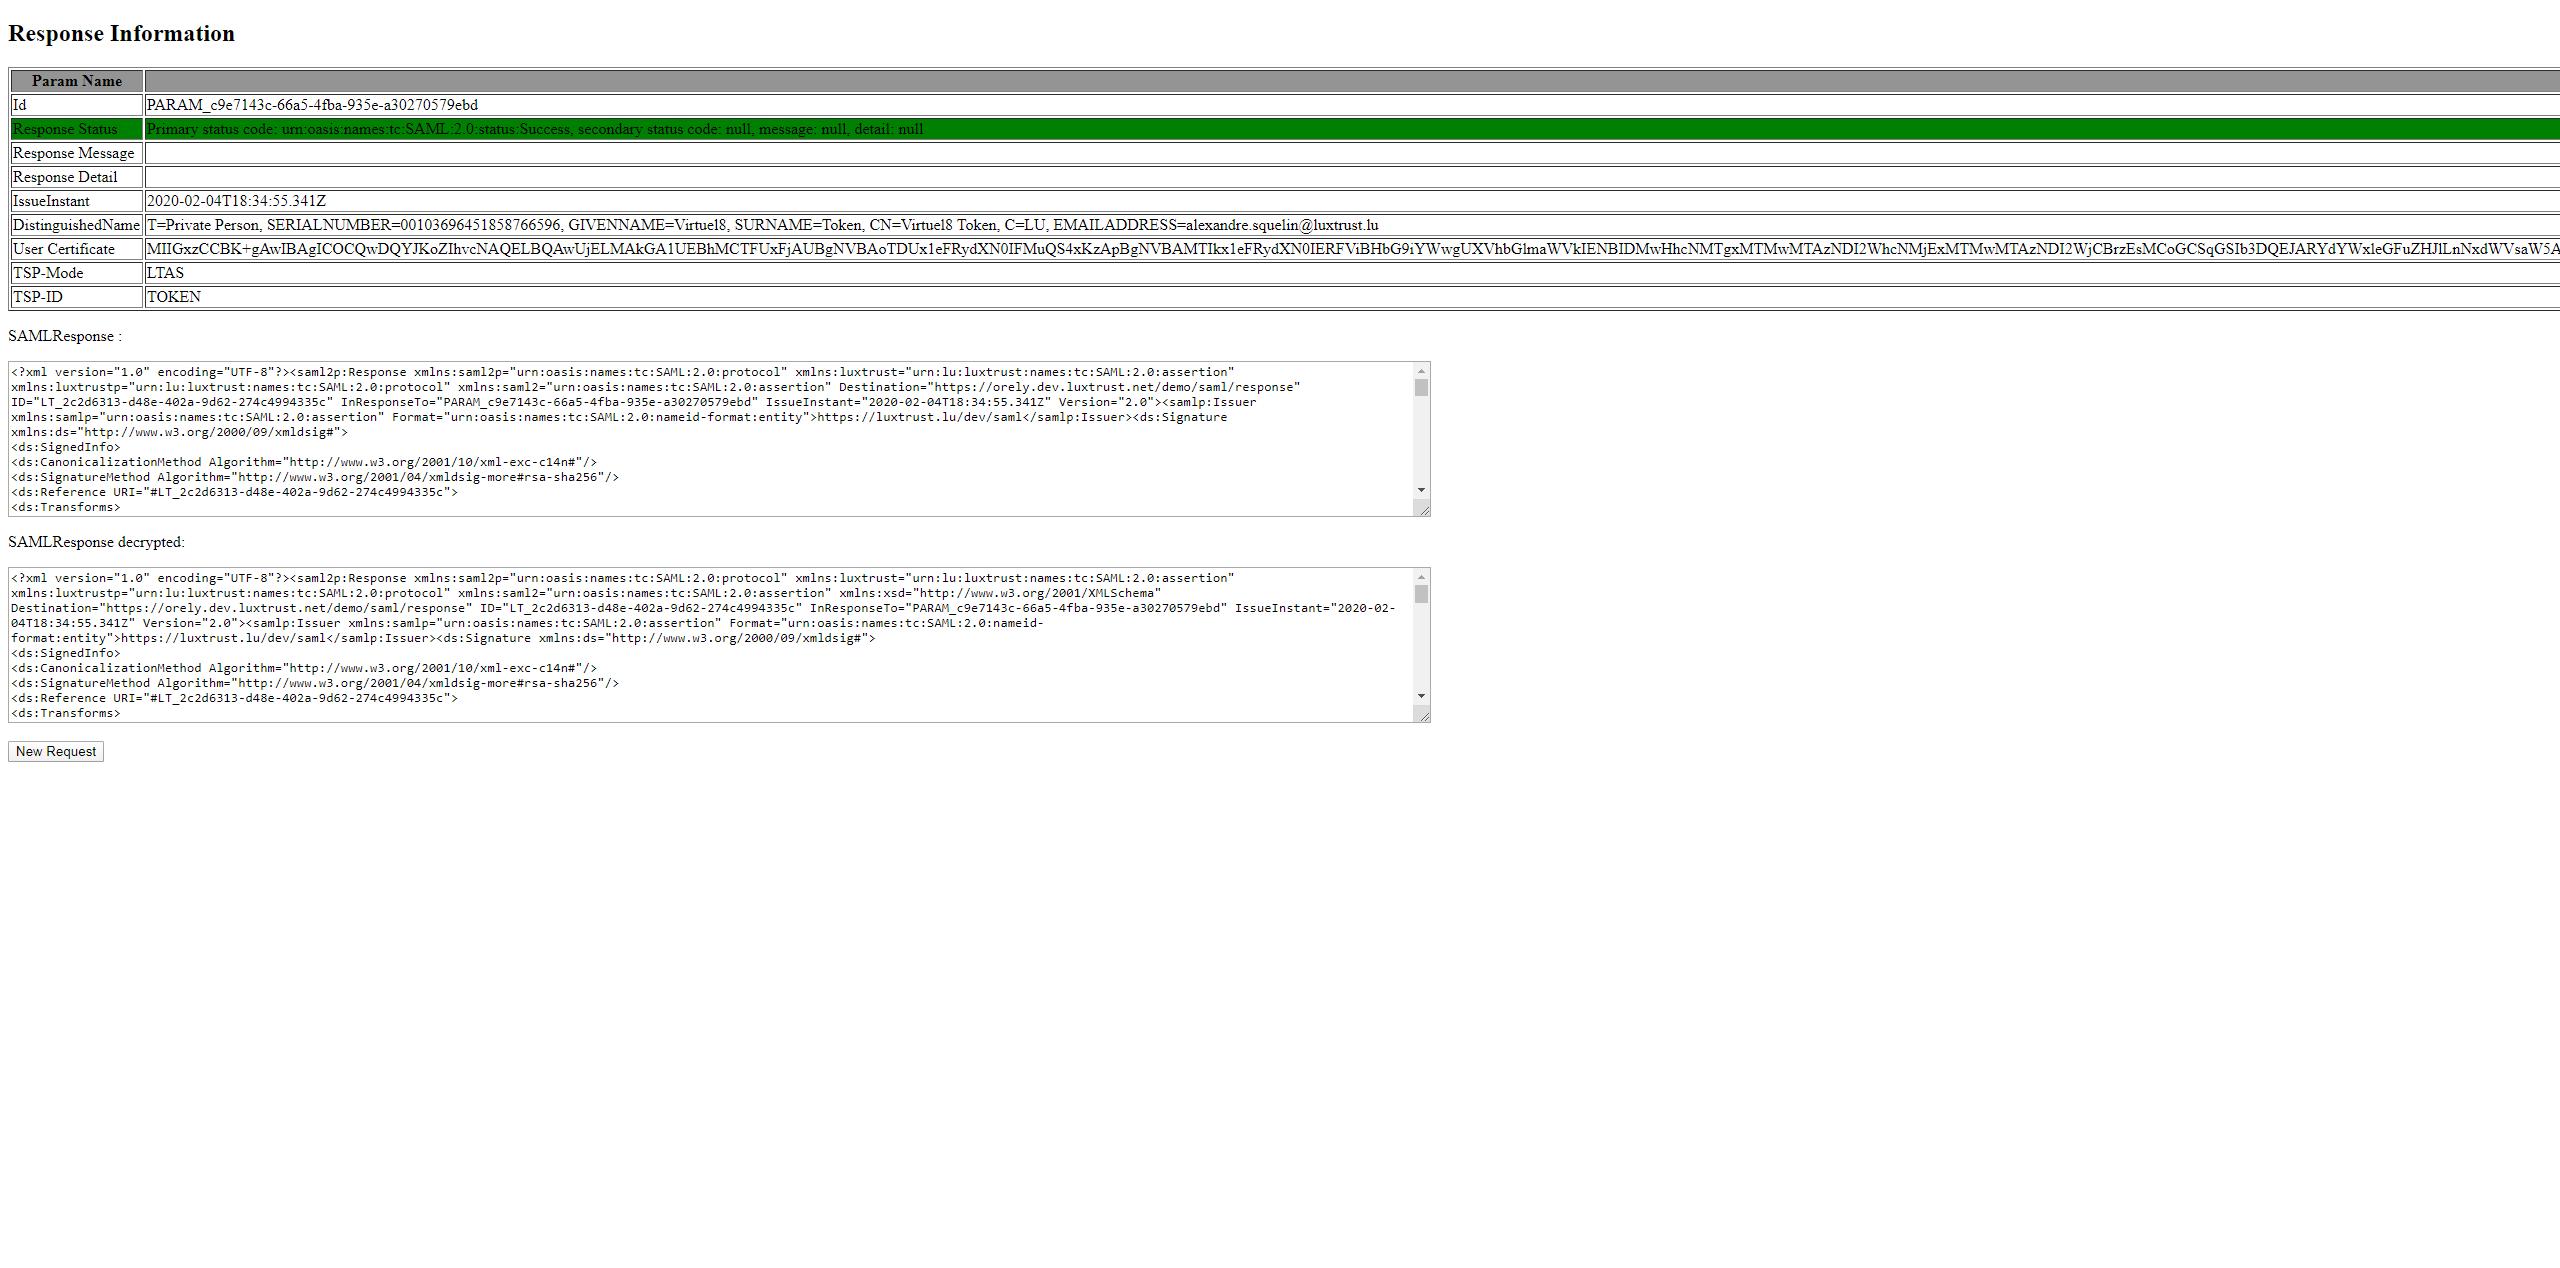 Response Information
Param Name
Id PARAM_c9e7143c-66a5-4fba-935e-a30270579ebd
Response Status Primary status code: urn:oasis:names:tc:SAML:2.0:status:Success, secondary status code: null, message: null, detail: null
Response Message
Response Detail
IssueInstant 2020-02-04T18:34:55.341Z
DistinguishedName T=Private Person, SERIALNUMBER=00103696451858766596, GIVENNAME=Virtuel8, SURNAME=Token, CN=Virtuel8 Token, C=LU, EMAILADDRESS=alexandre.squelin@luxtrust.lu
User Certificate MIIGxzCCBK+gAwIBAgICOCQwDQYJKoZIhvcNAQELBQAwUjELMAkGA1UEBhMCTFUxFjAUBgNVBAoTDUx1eFRydXN0IFMuQS4xKzApBgNVBAMTIkx1eFRydXN0IERFViBHbG9iYWwgUXVhbGlmaWVkIENBIDMwHhcNMTgxMTMwMTAzNDI2WhcNMjExMTMwMTAzNDI2WjCBrzEsMCoGCSqGSIb3DQEJARYdYWxleGFuZHJlLnNxdWVsaW5A
TSP-Mode LTAS
TSP-ID TOKEN
SAMLResponse :
<?xml version="1.0" encoding="UTF-8"?><saml2p:Response xmlns:saml2p="urn:oasis:names:tc:SAML:2.0:protocol" xmlns:luxtrust="urn:lu:luxtrust:names:tc:SAML:2.0:assertion"
xmlns:luxtrustp="urn:lu:luxtrust:names:tc:SAML:2.0:protocol" xmlns:saml2="urn:oasis:names:tc:SAML:2.0:assertion" Destination="https://orely.dev.luxtrust.net/demo/saml/response"
ID="LT_2c2d6313-d48e-402a-9d62-274c4994335c" InResponseTo="PARAM_c9e7143c-66a5-4fba-935e-a30270579ebd" IssueInstant="2020-02-04T18:34:55.341Z" Version="2.0"><samlp:Issuer
xmlns:samlp="urn:oasis:names:tc:SAML:2.0:assertion" Format="urn:oasis:names:tc:SAML:2.0:nameid-format:entity">https://luxtrust.lu/dev/saml</samlp:Issuer><ds:Signature
xmlns:ds="http://www.w3.org/2000/09/xmldsig#">
<ds:SignedInfo>
<ds:CanonicalizationMethod Algorithm="http://www.w3.org/2001/10/xml-exc-c14n#"/>
<ds:SignatureMethod Algorithm="http://www.w3.org/2001/04/xmldsig-more#rsa-sha256"/>
<ds:Reference URI="#LT_2c2d6313-d48e-402a-9d62-274c4994335c">
<ds:Transforms>
SAMLResponse decrypted:
<?xml version="1.0" encoding="UTF-8"?><saml2p:Response xmlns:saml2p="urn:oasis:names:tc:SAML:2.0:protocol" xmlns:luxtrust="urn:lu:luxtrust:names:tc:SAML:2.0:assertion"
xmlns:luxtrustp="urn:lu:luxtrust:names:tc:SAML:2.0:protocol" xmlns:saml2="urn:oasis:names:tc:SAML:2.0:assertion" xmlns:xsd="http://www.w3.org/2001/XMLSchema"
Destination="https://orely.dev.luxtrust.net/demo/saml/response" ID="LT_2c2d6313-d48e-402a-9d62-274c4994335c" InResponseTo="PARAM_c9e7143c-66a5-4fba-935e-a30270579ebd" IssueInstant="2020-02-
04T18:34:55.341Z" Version="2.0"><samlp:Issuer xmlns:samlp="urn:oasis:names:tc:SAML:2.0:assertion" Format="urn:oasis:names:tc:SAML:2.0:nameid-
format:entity">https://luxtrust.lu/dev/saml</samlp:Issuer><ds:Signature xmlns:ds="http://www.w3.org/2000/09/xmldsig#">
<ds:SignedInfo>
<ds:CanonicalizationMethod Algorithm="http://www.w3.org/2001/10/xml-exc-c14n#"/>
<ds:SignatureMethod Algorithm="http://www.w3.org/2001/04/xmldsig-more#rsa-sha256"/>
<ds:Reference URI="#LT_2c2d6313-d48e-402a-9d62-274c4994335c">
<ds:Transforms>
New Request